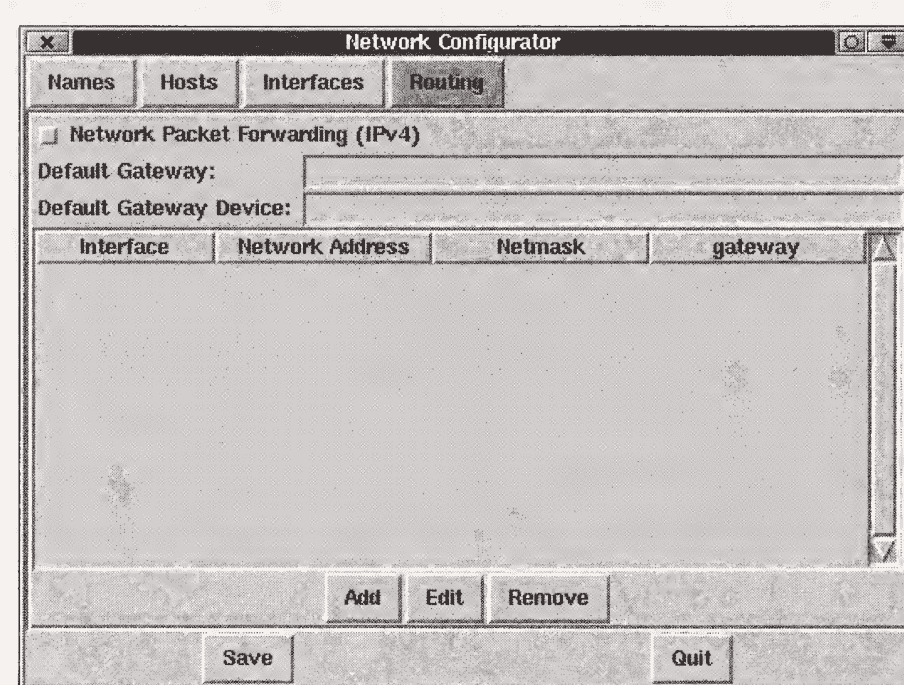 Network Configurator
Names Hosts Interfaces Routing
Network Packet Forwarding (IPv4)
Default Gateway:
Default Gateway Device:
Interface Network Address Netmask gateway
Add Edit Remove
Save Quit